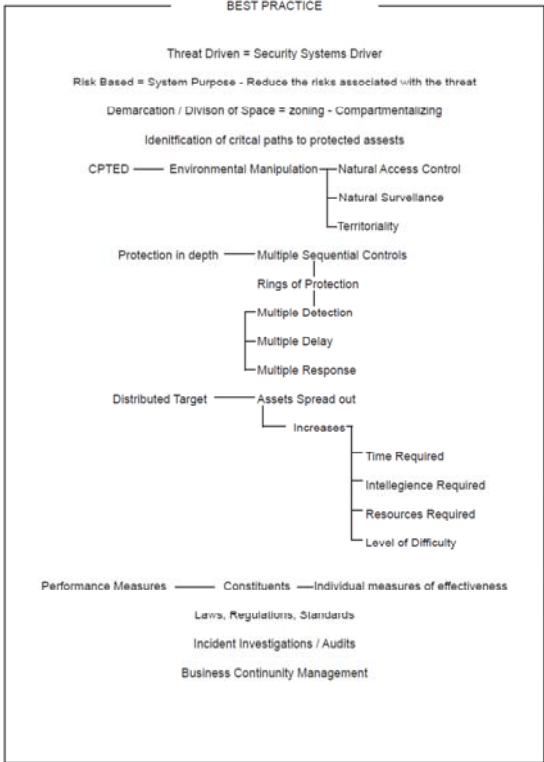 BEST PRACTICE
Threat Driven = Security Systems Driver
Risk Based = System Purpose - Reduce the risks associated with the threat
Demarcation / Divison of Space = zoning - Compartmentalizing
Idenitfification of critcal paths to protected assests
CPTED Environmental Manipulation Natural Access Control
Natural Survellance
Territoriality
Protection in depth Multiple Sequential Controls
Rings of Protection
Multiple Detection
Multiple Delay
Multiple Response
Distributed Target Assets Spread out
Increases
Time Required
Intellegience Required
Resources Required
Level of Difficulty
Performance Measures Constituents Individual measures of effectiveness
Laws, Regulations, Standards
Incident Investigations / Audits
Business Continunity Management